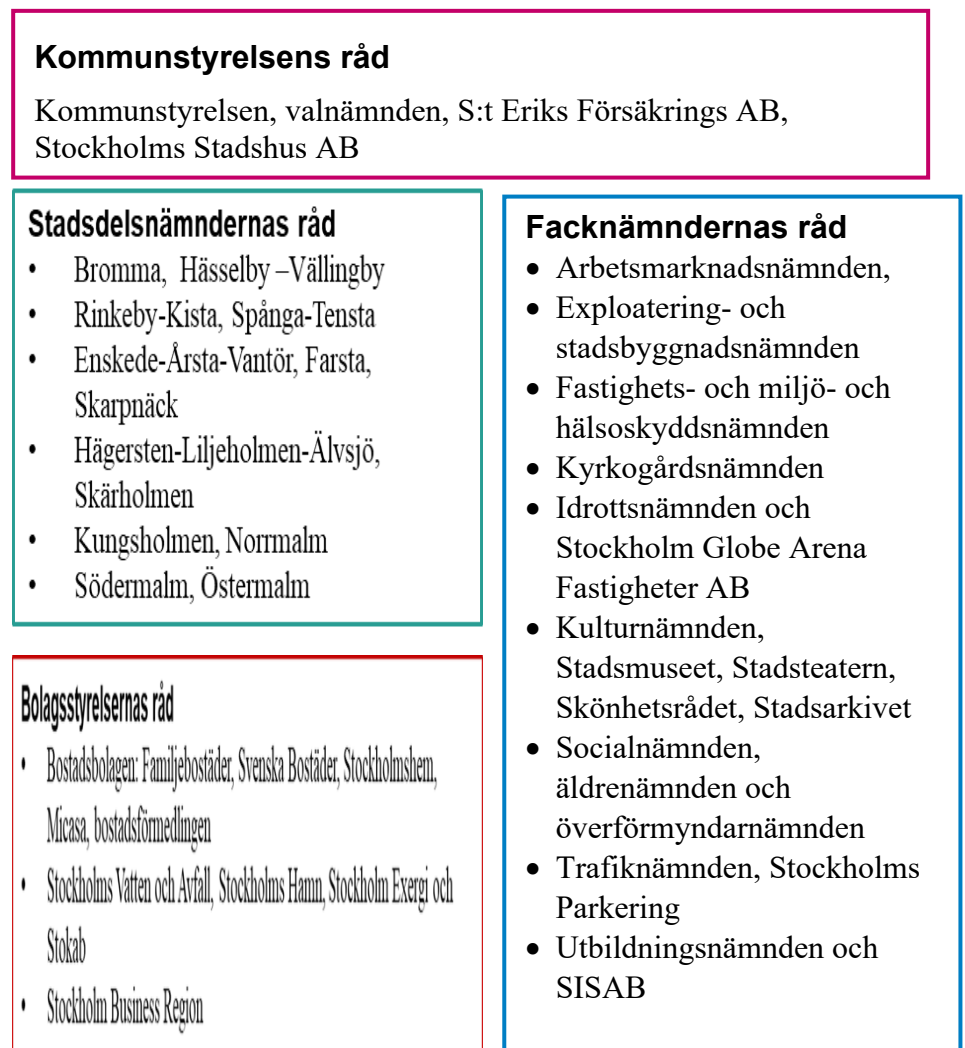 Kommunstyrelsens råd
Kommunstyrelsen, valnämnden, S:t Eriks Försäkrings AB,
Stockholms Stadshus AB
Stadsdelsnämndernas råd
• Bromma, Hässelby –Vällingby
• Rinkeby-Kista, Spånga-Tensta
• Enskede-Årsta-Vantör, Farsta,
Skarpnäck
• Hägersten-Liljeholmen-Älvsjö,
Skärholmen
• Kungsholmen, Norrmalm
• Södermalm, Östermalm
Bolagsstyrelsernas råd
• Bostadsbolagen: Familjebostäder, Svenska Bostäder, Stockholmshem,
Micasa, bostadsförmedlingen
• Stockholms Vatten och Avfall, Stockholms Hamn, Stockholm Exergi och
Stokab
• Stockholm Business Region
Facknämndernas råd
• Arbetsmarknadsnämnden,
• Exploatering- och
stadsbyggnadsnämnden
• Fastighets- och miljö- och
hälsoskyddsnämnden
• Kyrkogårdsnämnden
• Idrottsnämnden och
Stockholm Globe Arena
Fastigheter AB
• Kulturnämnden,
Stadsmuseet, Stadsteatern,
Skönhetsrådet, Stadsarkivet
• Socialnämnden,
äldrenämnden och
överförmyndarnämnden
• Trafiknämnden, Stockholms
Parkering
• Utbildningsnämnden och
SISAB